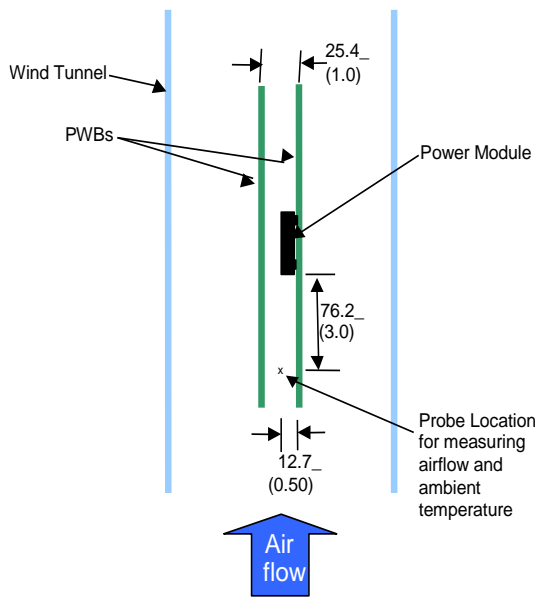 25.4_
(1.0)
Wind Tunnel
PWBs
Power Module
76.2_
(3.0)
x
Probe Location
for measuring
airflow and
ambient
temperature
12.7_
(0.50)
Air
flow